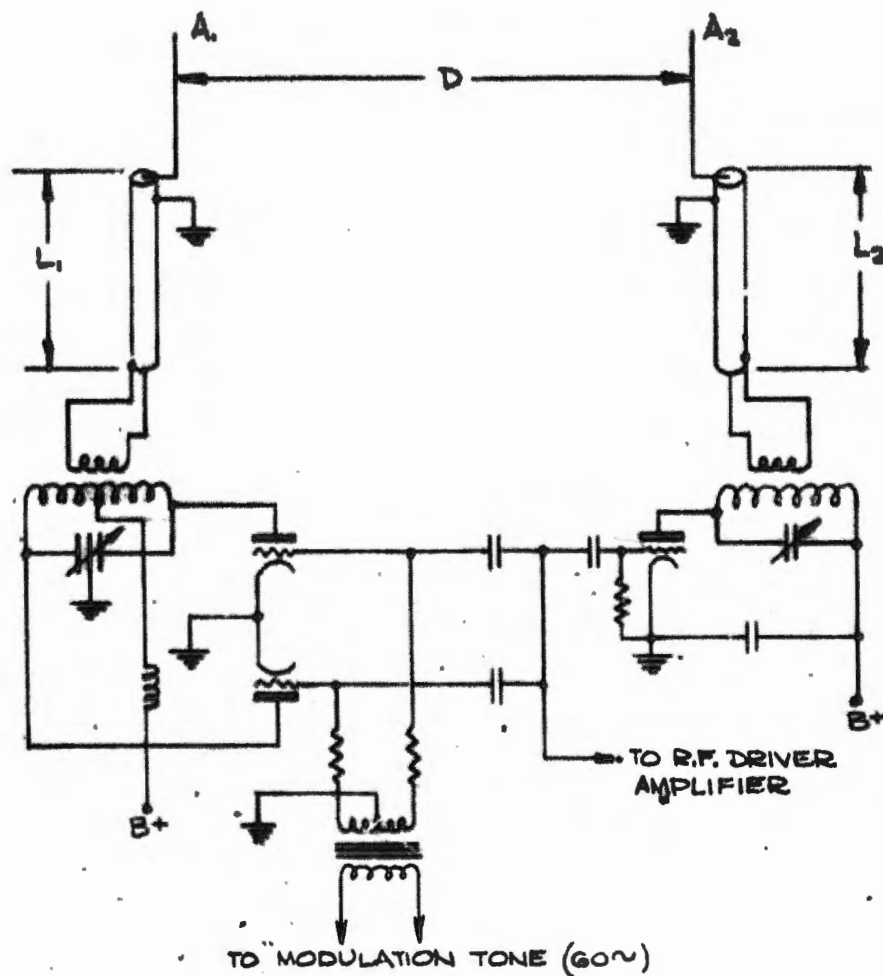 A1
A2
D
L1
L2
B+
B+
TO R.F. DRIVER
AMPLIFIER
TO "MODULATION TONE (60~)